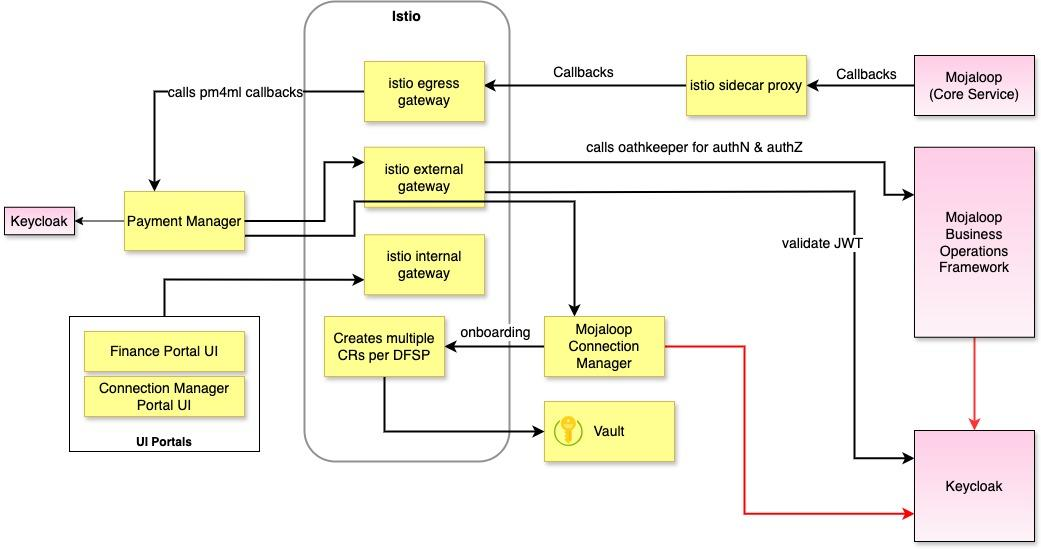 Istio
istio egress
gateway
Callbacks
istio sidecar proxy
Callbacks
Mojaloop
(Core Service)
calls pm4ml callbacks
calls oathkeeper for authN & authZ
istio external
gateway
Keycloak
Payment Manager
Mojaloop
Business
Operations
Framework
validate JWT
istio internal
gateway
Creates multiple
CRs per DFSP
onboarding
Mojaloop
Connection
Manager
Finance Portal UI
Connection Manager
Portal UI
UI Portals
Vault
Keycloak